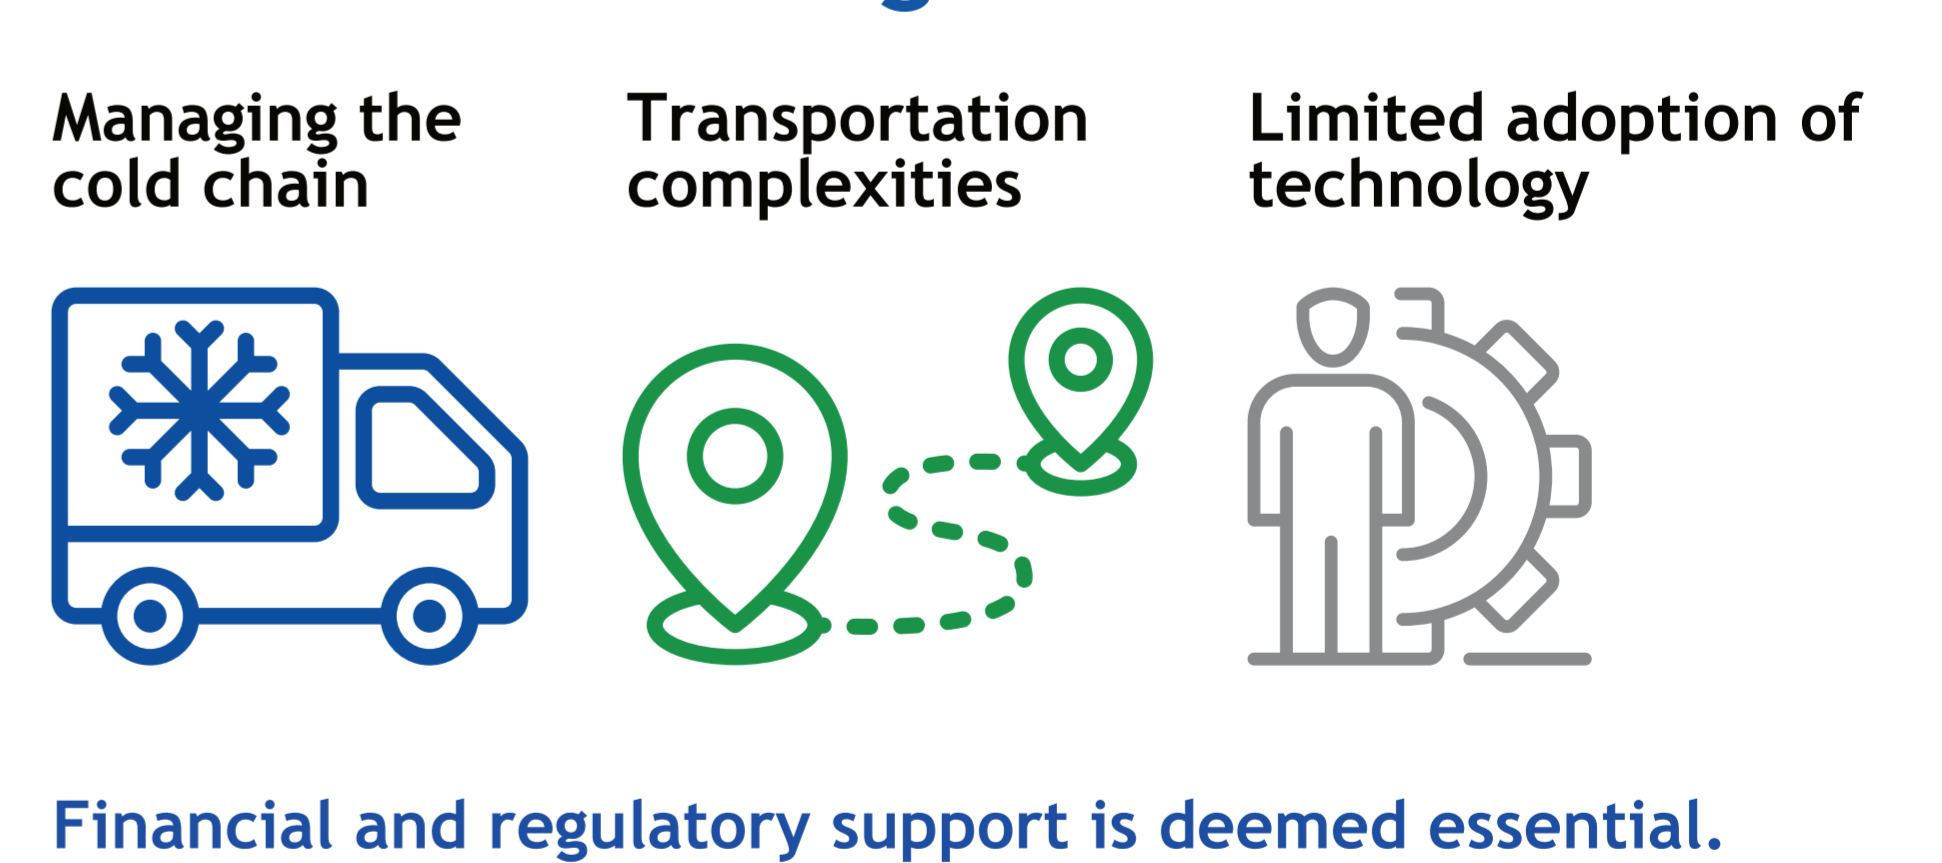 Managing the
cold chain
Transportation
complexities
Limited adoption of
technology
Financial and regulatory support is deemed essential.